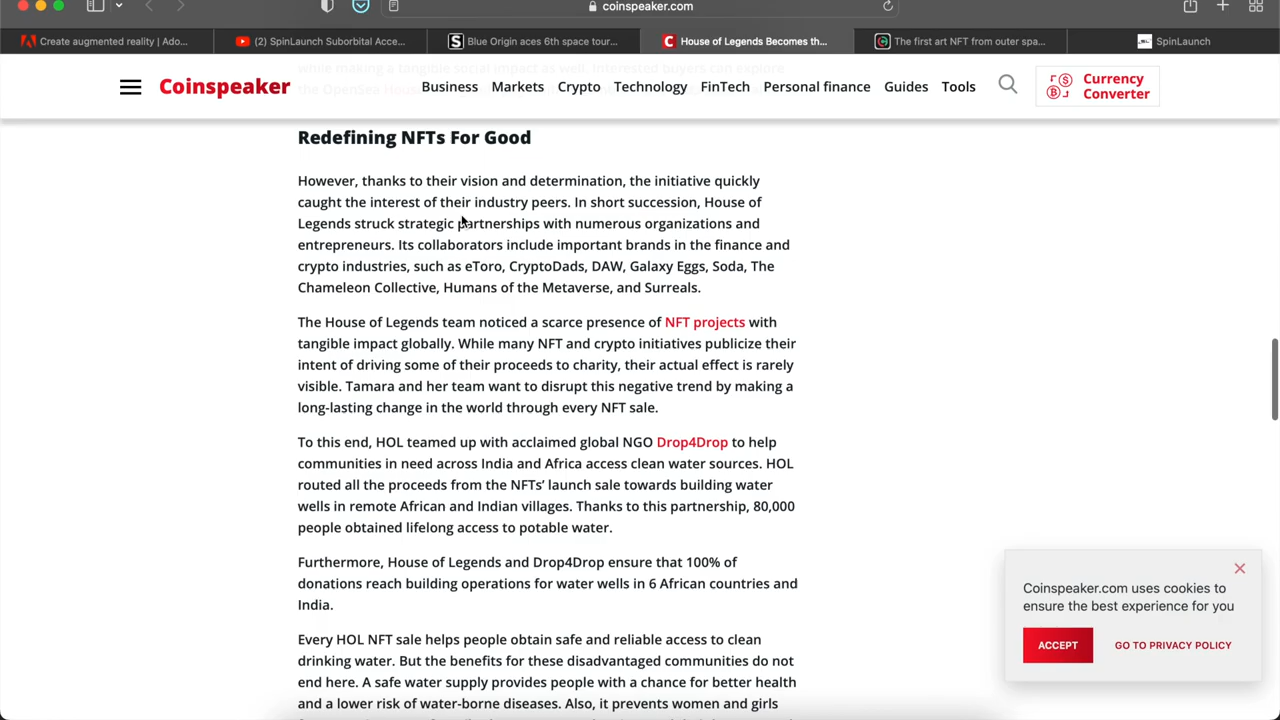 coinspeaker.com
Create augmented reality | Ado...
(2) SpinLaunch Suborbital Acce...
Blue Origin aces 6th space tour...
House of Legends Becomes th...
The first art NFT from outer spa...
SpinLaunch
while making a tangible social impact as well. Interested buyers can explore
the OpenSea House
Coinspeaker
Business
Markets
Crypto
Technology
FinTech
Personal finance
Guides
Tools
Currency
Converter
Redefining NFTs For Good
However, thanks to their vision and determination, the initiative quickly
caught the interest of their industry peers. In short succession, House of
Legends struck strategic partnerships with numerous organizations and
entrepreneurs. Its collaborators include important brands in the finance and
crypto industries, such as eToro, CryptoDads, DAW, Galaxy Eggs, Soda, The
Chameleon Collective, Humans of the Metaverse, and Surreals.
The House of Legends team noticed a scarce presence of NFT projects with
tangible impact globally. While many NFT and crypto initiatives publicize their
intent of driving some of their proceeds to charity, their actual effect is rarely
visible. Tamara and her team want to disrupt this negative trend by making a
long-lasting change in the world through every NFT sale.
To this end, HOL teamed up with acclaimed global NGO Drop4Drop to help
communities in need across India and Africa access clean water sources. HOL
routed all the proceeds from the NFTs’ launch sale towards building water
wells in remote African and Indian villages. Thanks to this partnership, 80,000
people obtained lifelong access to potable water.
Furthermore, House of Legends and Drop4Drop ensure that 100% of
donations reach building operations for water wells in 6 African countries and
India.
Every HOL NFT sale helps people obtain safe and reliable access to clean
drinking water. But the benefits for these disadvantaged communities do not
end here. A safe water supply provides people with a chance for better health
and a lower risk of water-borne diseases. Also, it prevents women and girls
Coinspeaker.com uses cookies to
ensure the best experience for you
ACCEPT
GO TO PRIVACY POLICY